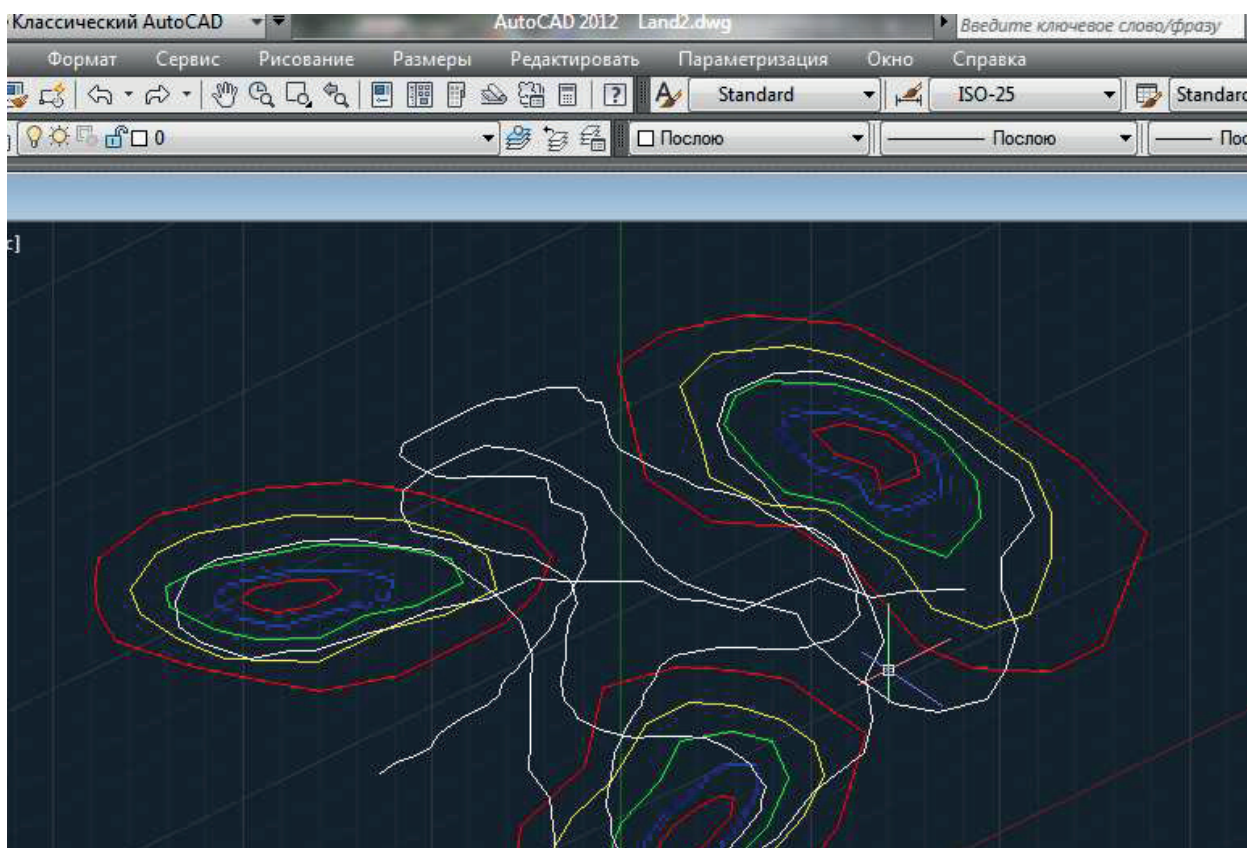 Классический AutoCAD AutoCAD 2012 Land2.dwg Введите ключевое слово/фразу
Формат Сервис Рисование Размеры Редактировать Параметризация Окно Справка
Standard ISO-25 Standard
0 Послою Послою Пос
с]